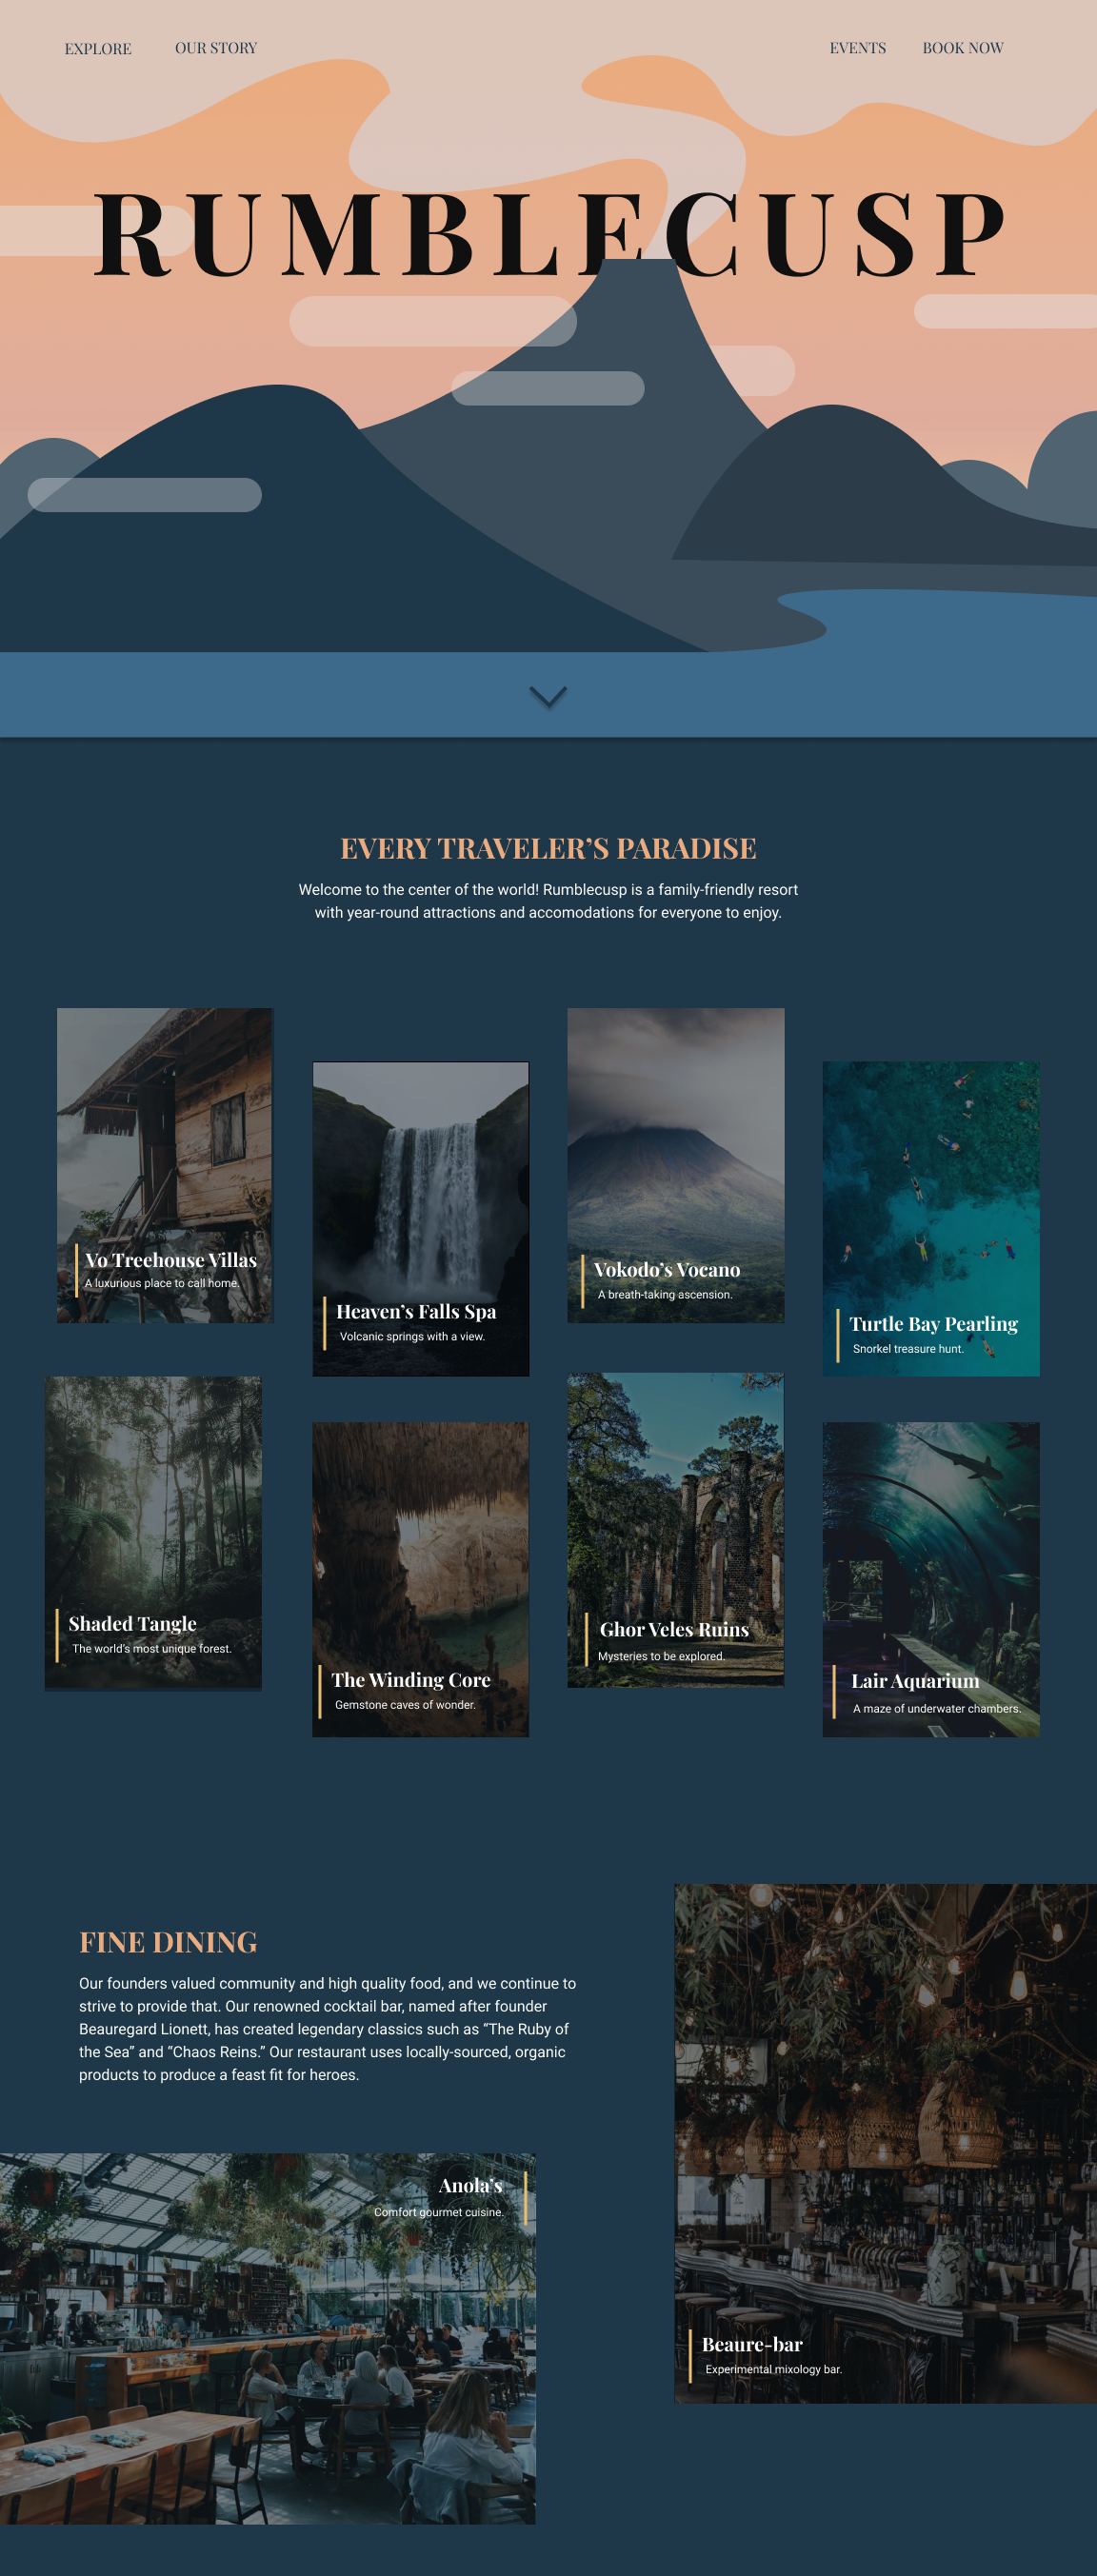 EXPLORE
OUR STORY
EVENTS
BOOK NOW
RUMBLECUSP
EVERY TRAVELER’S PARADISE
Welcome to the center of the world! Rumblecusp is a family-friendly resort
with year-round attractions and accomodations for everyone to enjoy.
Vo Treehouse Villas
A luxurious place to call home.
Heaven’s Falls Spa
Volcanic springs with a view.
Vokodo’s Vocano
A breath-taking ascension.
Turtle Bay Pearling
Snorkel treasure hunt.
Shaded Tangle
The world’s most unique forest.
The Winding Core
Gemstone caves of wonder.
Ghor Veles Ruins
Mysteries to be explored.
Lair Aquarium
A maze of underwater chambers.
FINE DINING
Our founders valued community and high quality food, and we continue to
strive to provide that. Our renowned cocktail bar, named after founder
Beauregard Lionett, has created legendary classics such as “The Ruby of
the Sea” and “Chaos Reins.” Our restaurant uses locally-sourced, organic
products to produce a feast fit for heroes.
Anola’s
Comfort gourmet cuisine.
Beaure-bar
Experimental mixology bar.